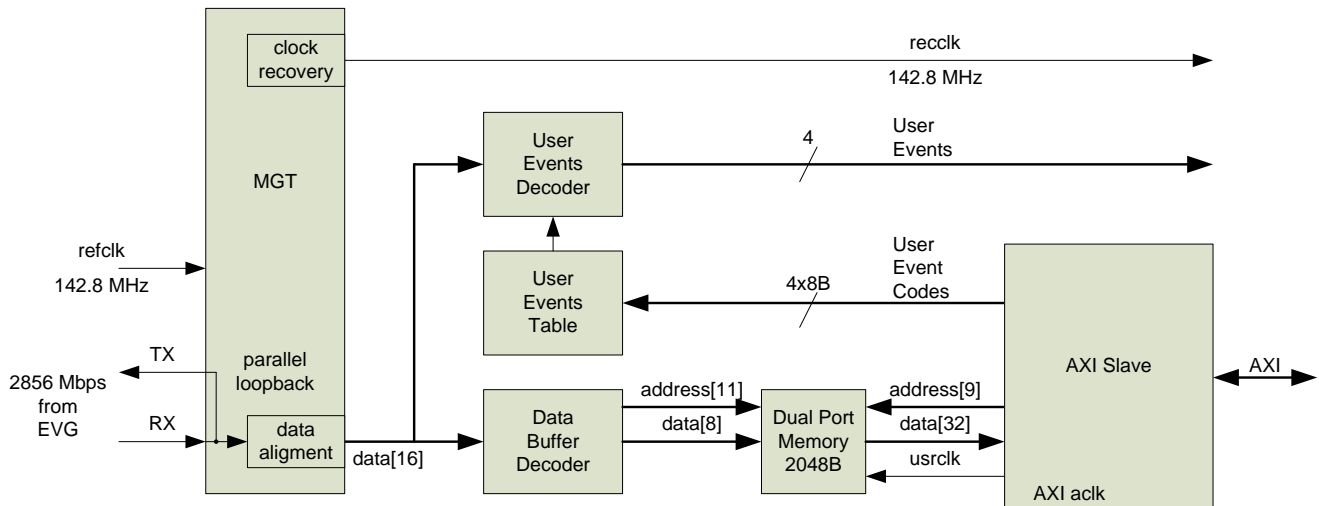 clock
recovery
recclk
142.8 MHz
MGT
User
Events
Decoder
4
User
Events
refclk
142.8 MHz
User
Events
Table
4x8B
User
Event
Codes
AXI Slave
AXI
TX
parallel
loopback
2856 Mbps
from
EVG
RX
data
aligment
data[16]
Data
Buffer
Decoder
address[11]
data[8]
Dual Port
Memory
2048B
address[9]
data[32]
usrclk
AXI aclk